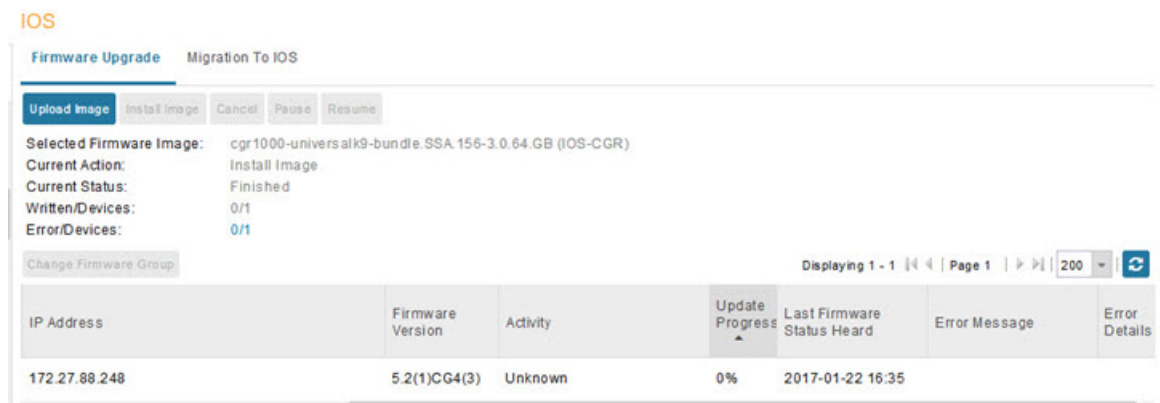 IOS
Firmware Upgrade Migration To IOS
Upload Image Install Image Cancel Pause Resume
Selected Firmware Image: cgr1000-universalk9-bundle.SSA.156-3.0.64.GB (IOS-CGR)
Current Action: Install Image
Current Status: Finished
Written/Devices: 0/1
Error/Devices: 0/1
Change Firmware Group Displaying 1 - 1 Page 1 200
IP Address Firmware Version Activity Update Progress Last Firmware Status Heard Error Message Error Details
172.27.88.248 5.2(1)CG4(3) Unknown 0% 2017-01-22 16:35